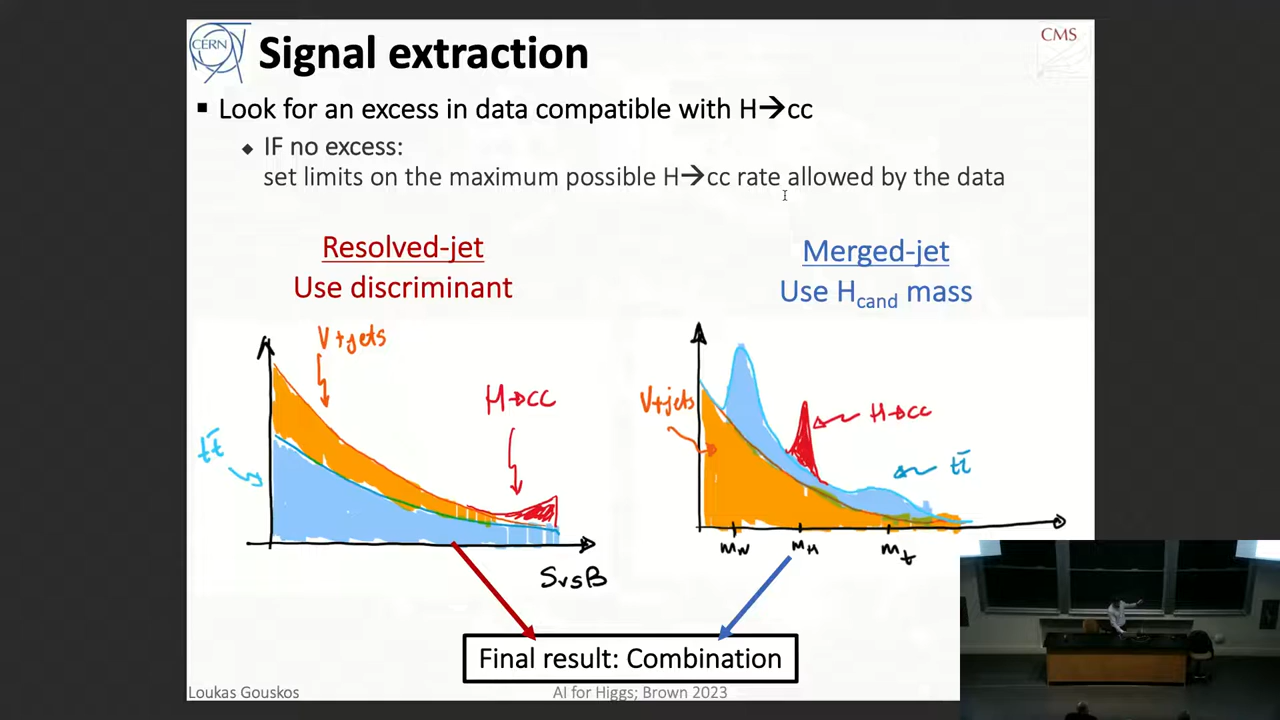 CERN
Signal extraction
CMS
Look for an excess in data compatible with H→cc
IF no excess:
set limits on the maximum possible H→cc rate allowed by the data
Resolved-jet
Use discriminant
Merged-jet
Use Hcand mass
V+jets
H→cc
tt̄
SvsB
V+jets
H→cc
tt̄
mW
mH
mt
Final result: Combination
Loukas Gouskos
AI for Higgs; Brown 2023